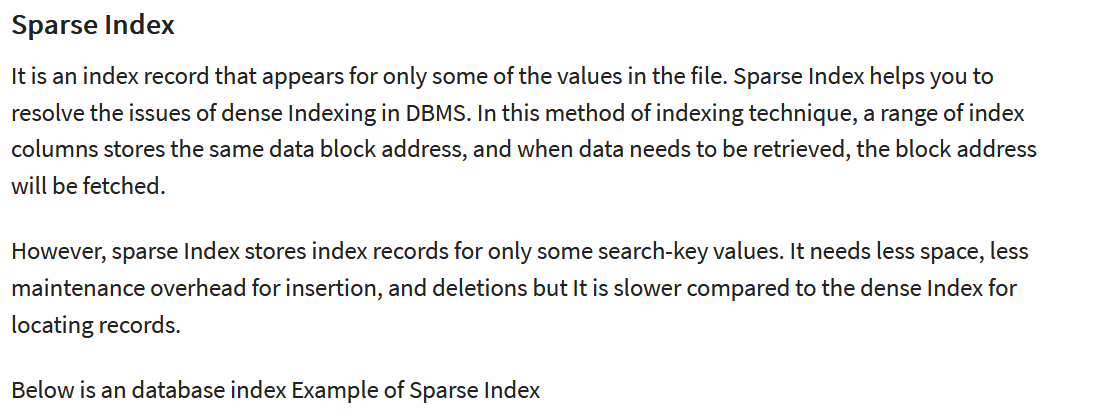 Sparse Index
It is an index record that appears for only some of the values in the file. Sparse Index helps you to
resolve the issues of dense Indexing in DBMS. In this method of indexing technique, a range of index
columns stores the same data block address, and when data needs to be retrieved, the block address
will be fetched.
However, sparse Index stores index records for only some search-key values. It needs less space, less
maintenance overhead for insertion, and deletions but It is slower compared to the dense Index for
locating records.
Below is an database index Example of Sparse Index